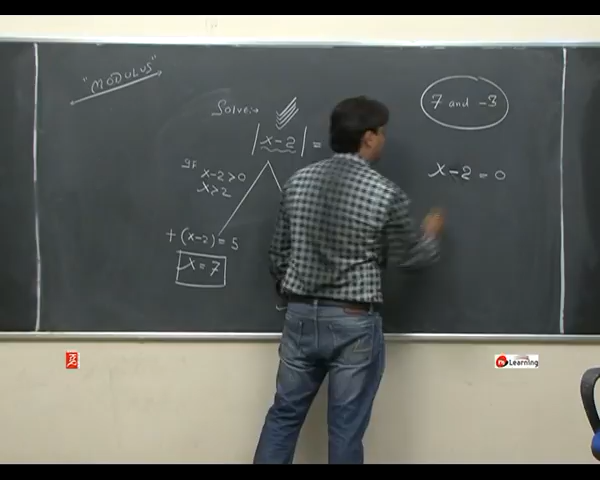 "MODULUS"
Solve:→
|x-2| =
If x-2>0
x>2
+(x-2) = 5
x = 7
7 and -3
x-2 = 0
Learning